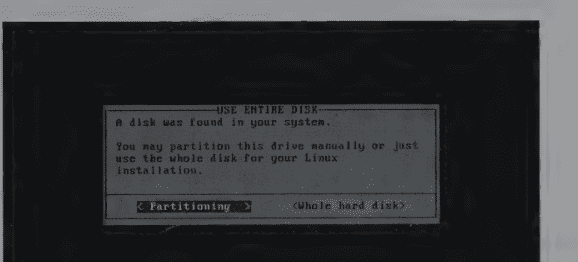 USE ENTIRE DISK
A disk was found in your system.
You may partition this drive manually or just
use the whole disk for your Linux
installation.
< Partitioning >
<Whole hard disk>